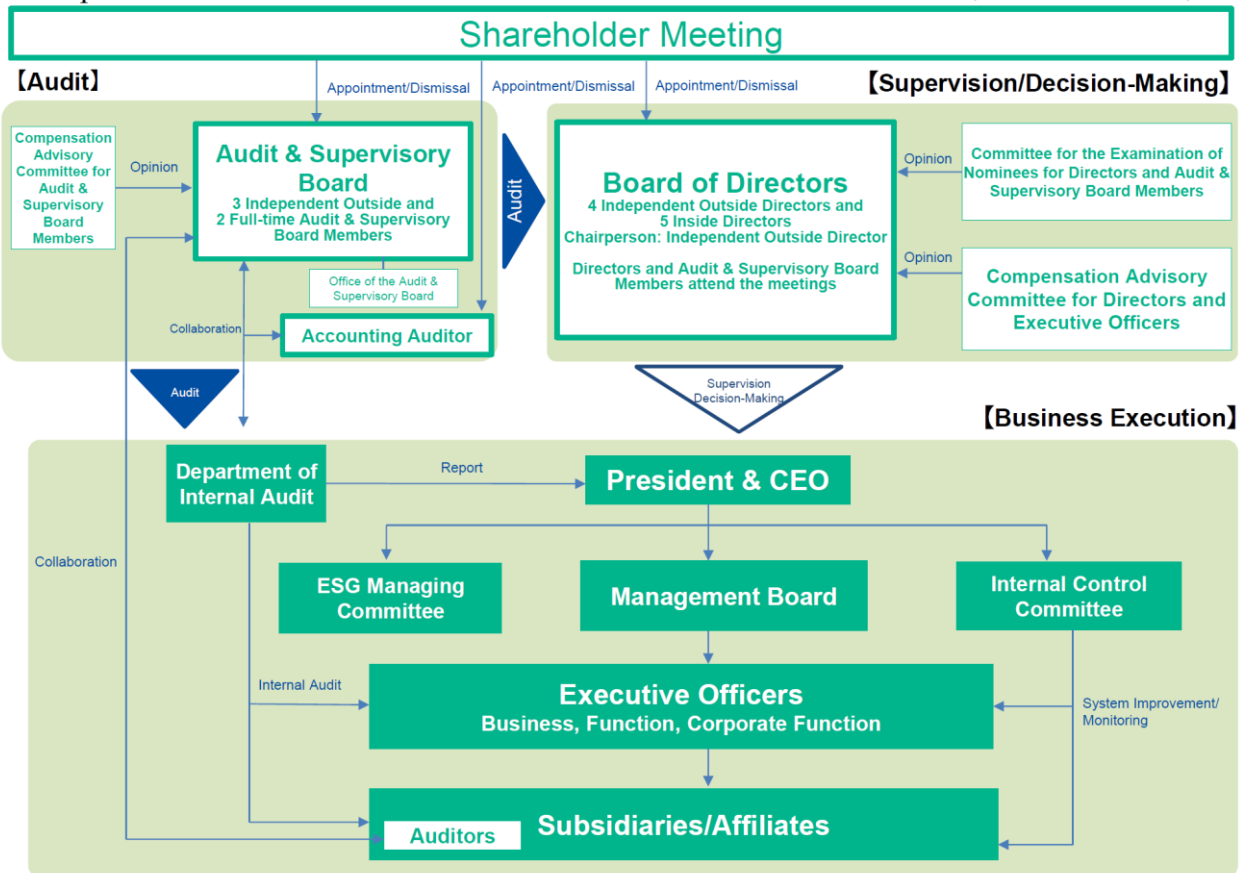 Shareholder Meeting
【Audit】
Appointment/Dismissal
Appointment/Dismissal
Appointment/Dismissal
【Supervision/Decision-Making】
Compensation
Advisory
Committee for
Audit &
Supervisory
Board
Members
Opinion
Audit & Supervisory
Board
3 Independent Outside and
2 Full-time Audit & Supervisory
Board Members
Office of the Audit &
Supervisory Board
Collaboration
Accounting Auditor
Audit
Audit
Board of Directors
4 Independent Outside Directors and
5 Inside Directors
Chairperson: Independent Outside Director
Directors and Audit & Supervisory Board
Members attend the meetings
Opinion
Committee for the Examination of
Nominees for Directors and Audit &
Supervisory Board Members
Opinion
Compensation Advisory
Committee for Directors and
Executive Officers
Supervision
Decision-Making
【Business Execution】
Department of
Internal Audit
Report
President & CEO
Collaboration
ESG Managing
Committee
Management Board
Internal Control
Committee
Internal Audit
Executive Officers
Business, Function, Corporate Function
System Improvement/
Monitoring
Auditors
Subsidiaries/Affiliates